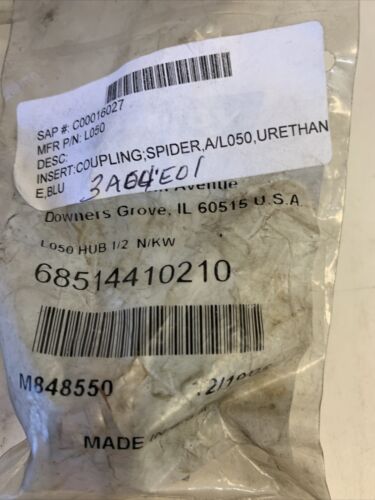 SAP #: C00016027
MFR P/N: L050
DESC:
INSERT:COUPLING;SPIDER,A/L050,URETHAN
E,BLU 3A64E01
Avenue
Downers Grove, IL 60515 U.S.A
L050 HUB 1/2 N/KW
68514410210
M848550
MADE